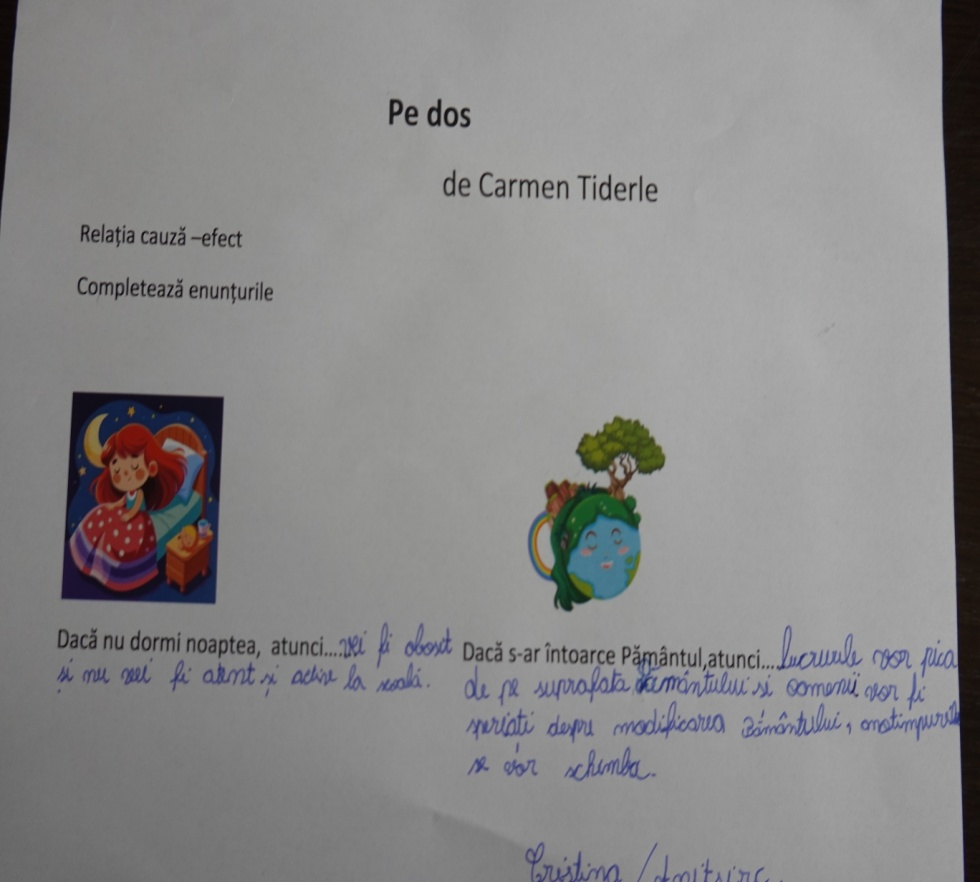 Pe dos
de Carmen Tiderle
Relația cauză –efect
Completează enunțurile
Dacă nu dormi noaptea, atunci....vei fi obosit
și nu vei fi atent și activ la școală.
Dacă s-ar întoarce Pământul,atunci....lucrurile vor pica
de pe suprafata Pământului si oamenii vor fi
speriați despre modificarea Pământului, anotimpurile
se vor schimba.
Cristina